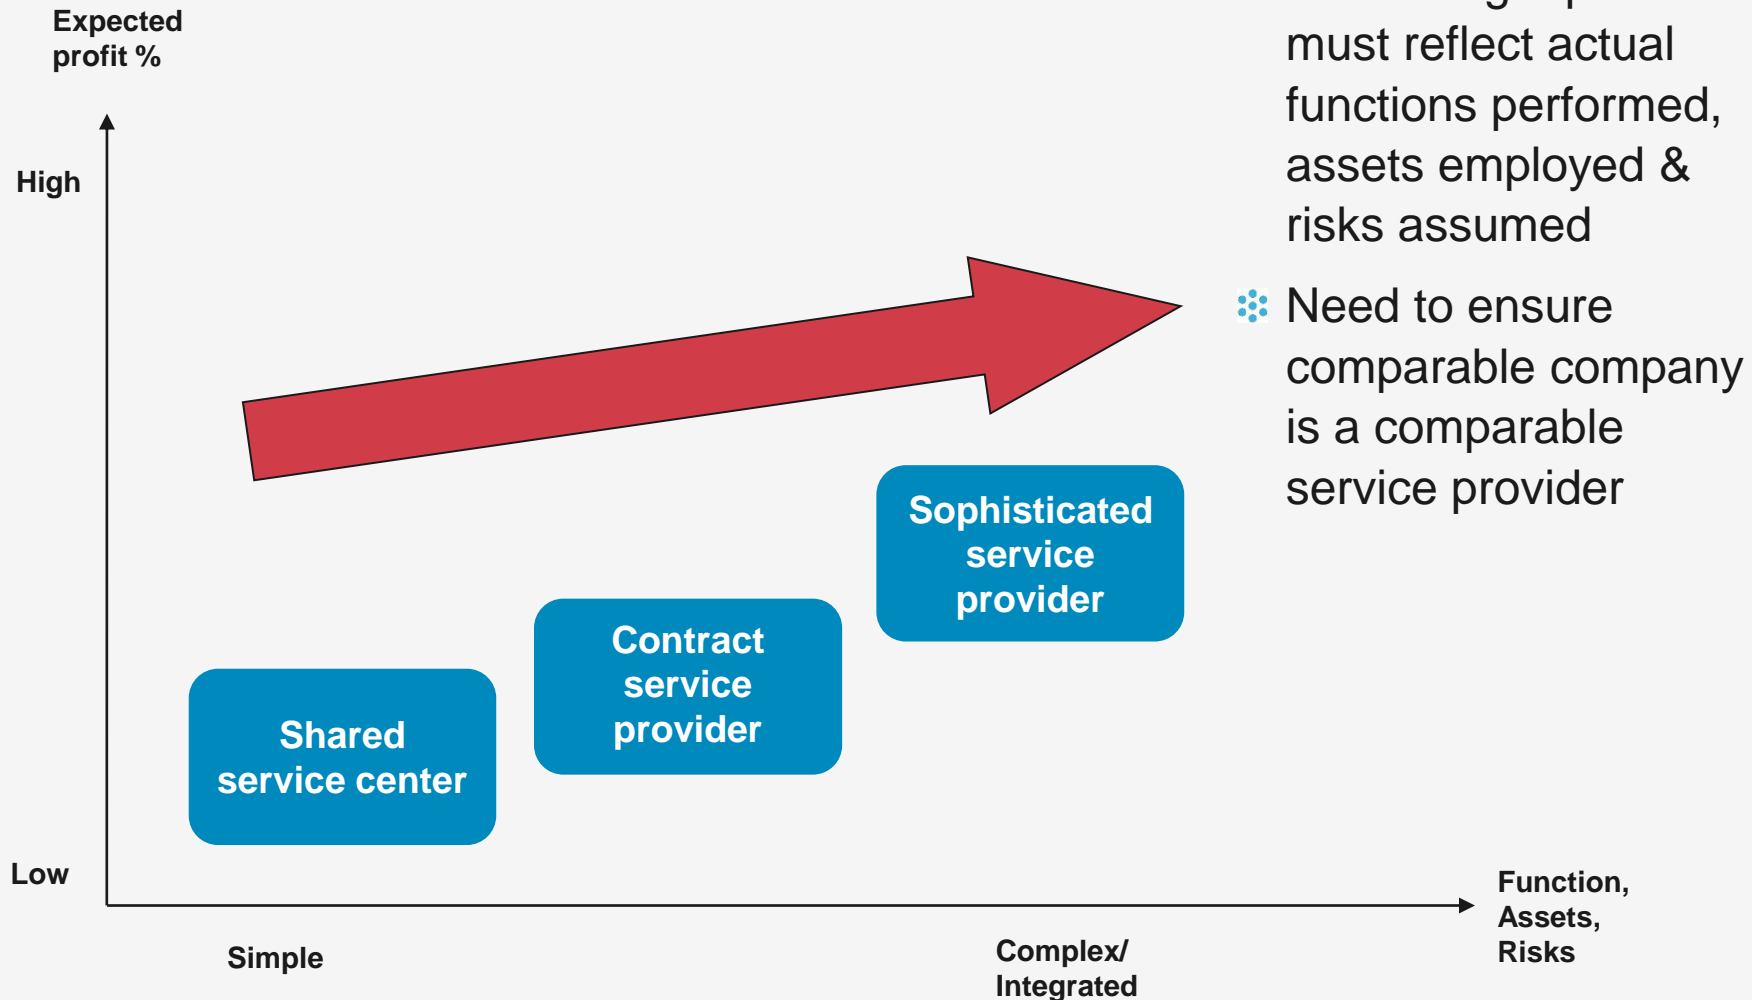 Expected
profit %
High
Low
must reflect actual
functions performed,
assets employed &
risks assumed
Need to ensure
comparable company
is a comparable
service provider
Sophisticated
service
provider
Contract
service
provider
Shared
service center
Function,
Assets,
Risks
Simple
Complex/
Integrated